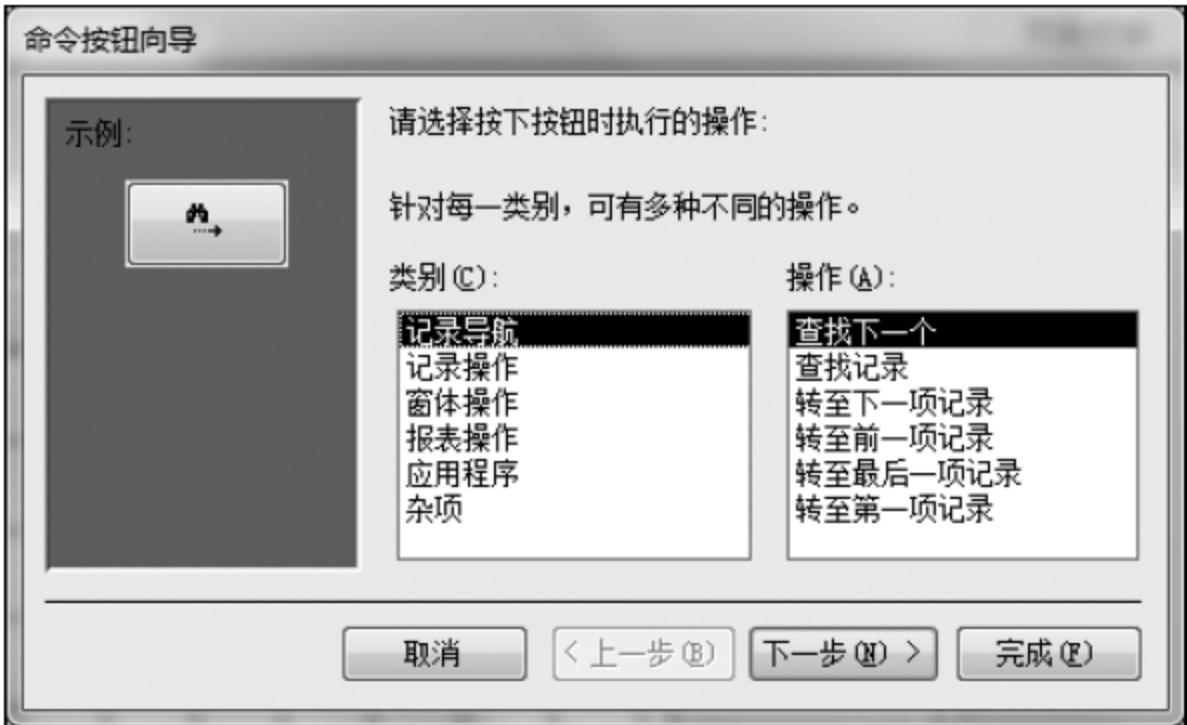 命令按钮向导
示例:
请选择按下按钮时执行的操作:
针对每一类别，可有多种不同的操作。
类别(C):
记录导航
记录操作
窗体操作
报表操作
应用程序
杂项
操作(A):
查找下一个
查找记录
转至下一项记录
转至前一项记录
转至最后一项记录
转至第一项记录
取消
< 上一步(B)
下一步(N) >
完成(F)